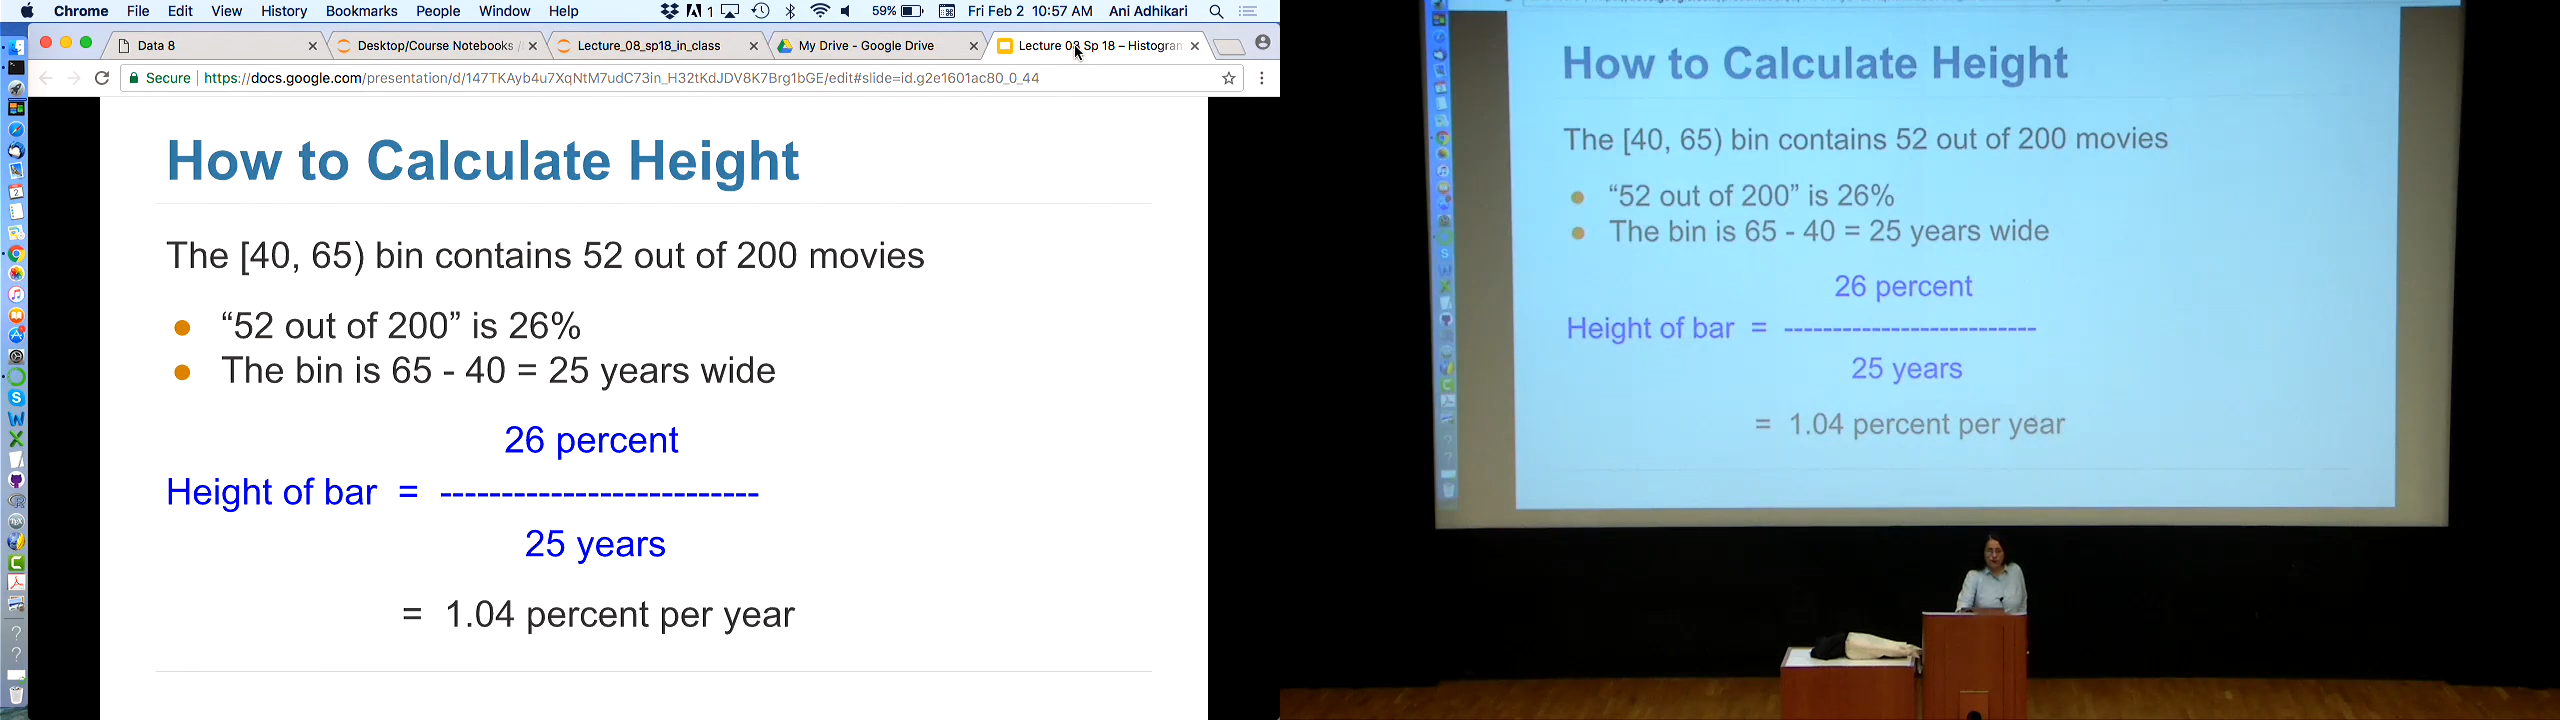 Chrome File Edit View History Bookmarks People Window Help 1 59% Fri Feb 2 10:57 AM Ani Adhikari
Data 8 Desktop/Course Notebooks Lecture_08_sp18_in_class My Drive - Google Drive Lecture 08 Sp 18 – Histogram
Secure https://docs.google.com/presentation/d/147TKAyb4u7XqNtM7udC73in_H32tKdJDV8K7Brg1bGE/edit#slide=id.g2e1601ac80_0_44
How to Calculate Height
The [40, 65) bin contains 52 out of 200 movies
● “52 out of 200” is 26%
● The bin is 65 - 40 = 25 years wide
26 percent
Height of bar = --------------------------
25 years
= 1.04 percent per year
How to Calculate Height
The [40, 65) bin contains 52 out of 200 movies
● “52 out of 200” is 26%
● The bin is 65 - 40 = 25 years wide
26 percent
Height of bar = --------------------------
25 years
= 1.04 percent per year